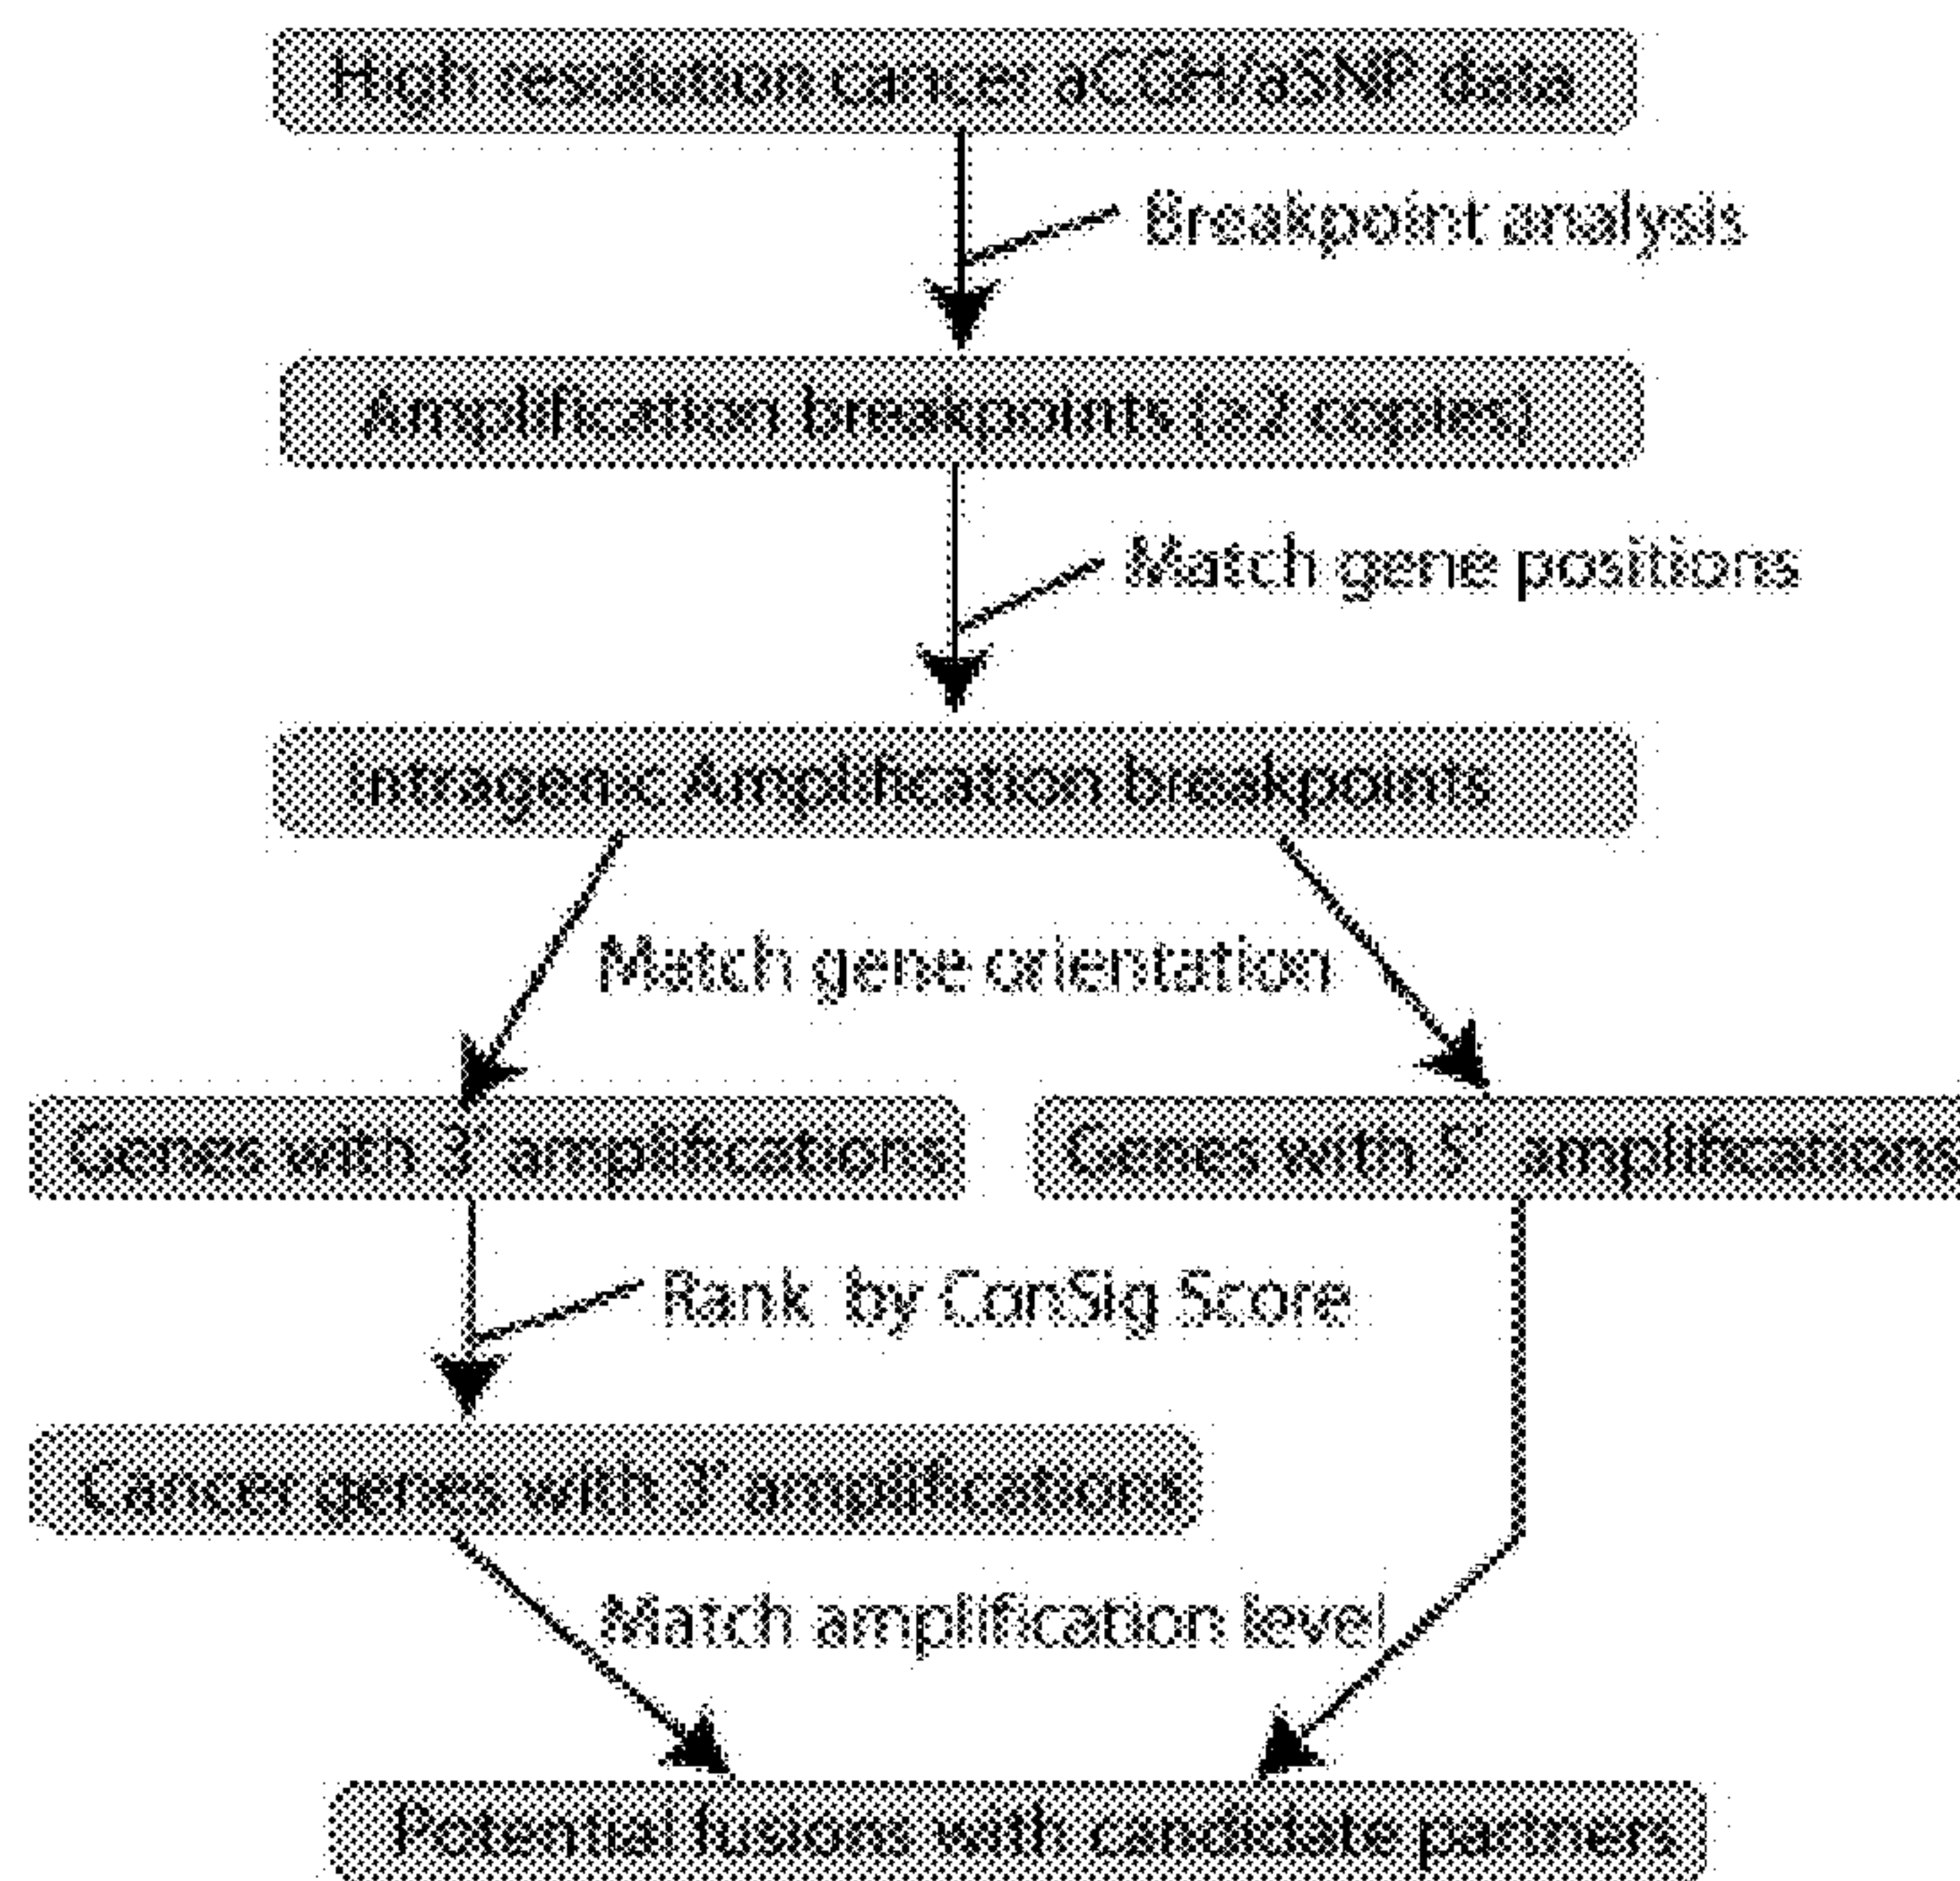 High resolution cancer aCGH/aSNP data
Breakpoint analysis
Amplification breakpoints (≥2 copies)
Match gene positions
Intragenic Amplification breakpoints
Match gene orientation
Genes with 3' amplifications
Genes with 5' amplifications
Rank by ConSig Score
Cancer genes with 3' amplifications
Match amplification level
Potential fusions with candidate partners